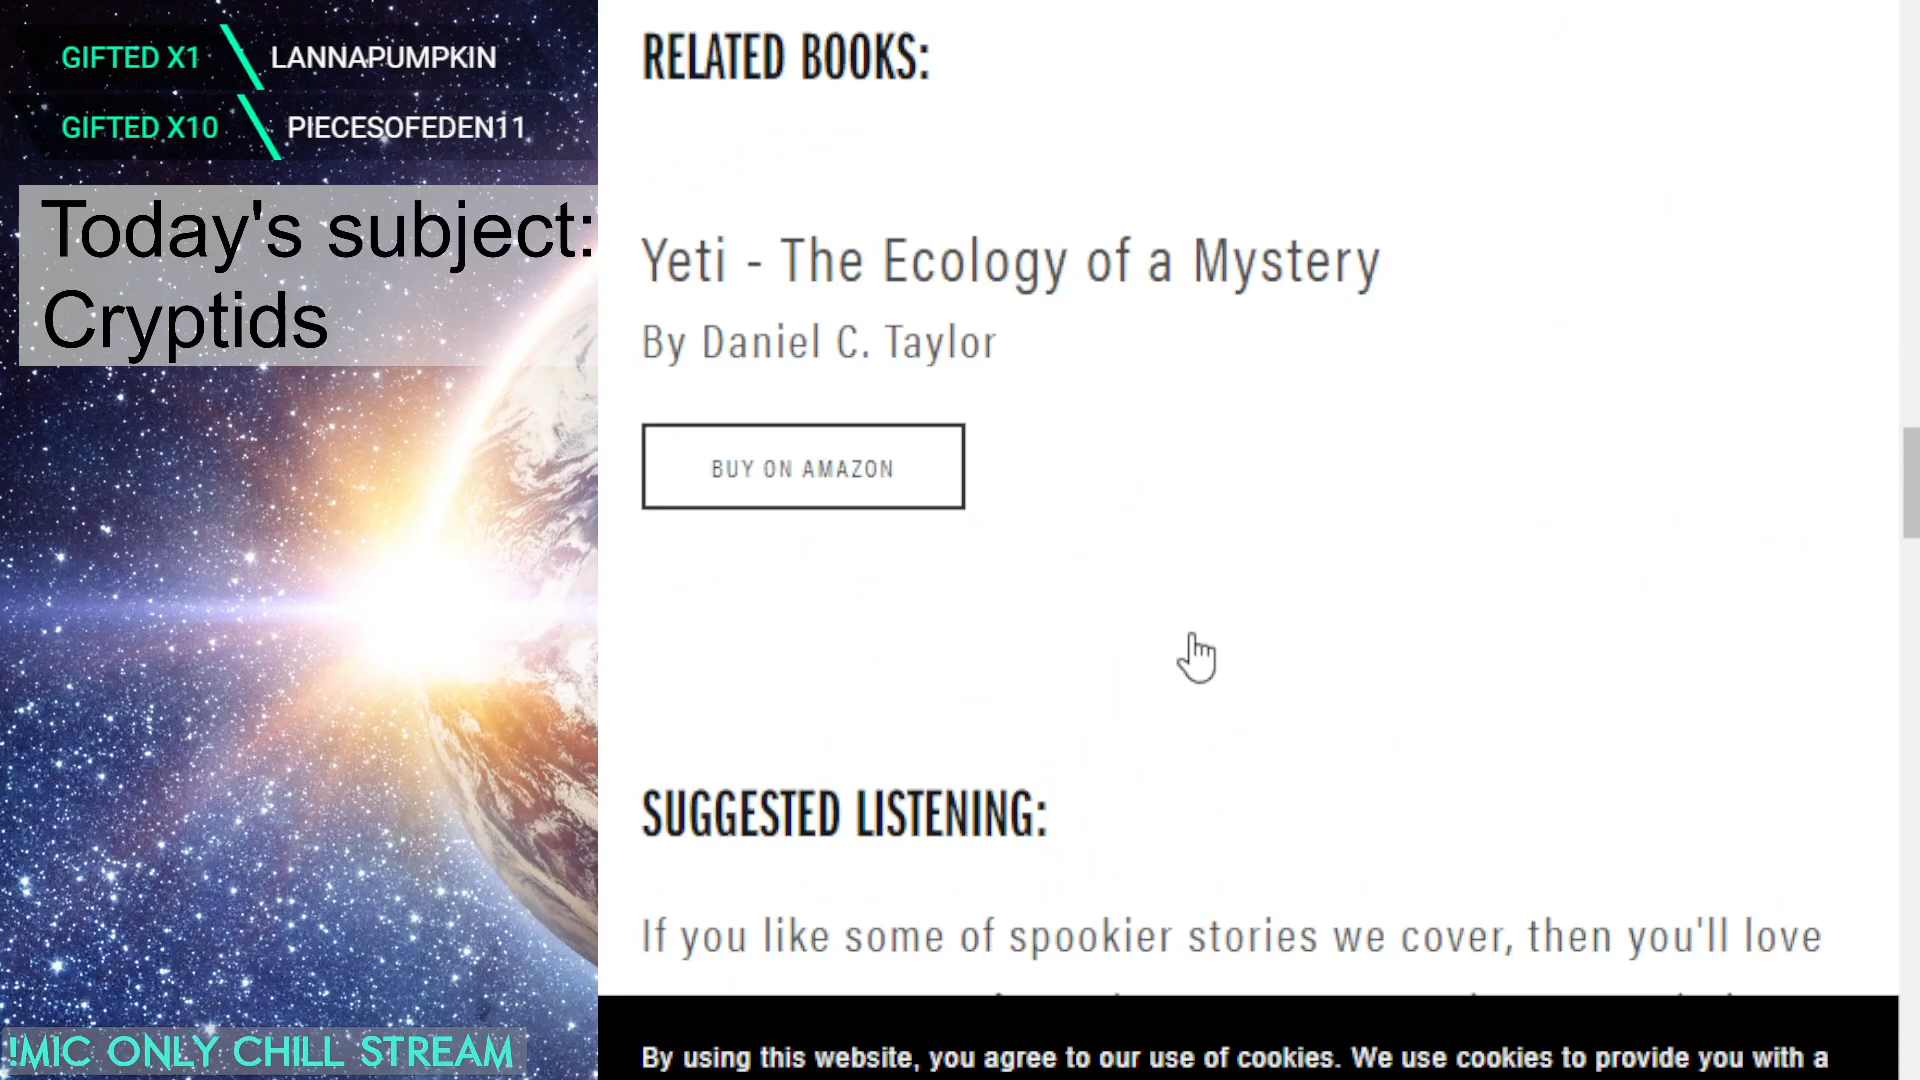 GIFTED X1 LANNAPUMPKIN
GIFTED X10 PIECESOFEDEN11
Today's subject:
Cryptids
!MIC ONLY CHILL STREAM
RELATED BOOKS:
Yeti - The Ecology of a Mystery
By Daniel C. Taylor
BUY ON AMAZON
SUGGESTED LISTENING:
If you like some of spookier stories we cover, then you'll love
By using this website, you agree to our use of cookies. We use cookies to provide you with a